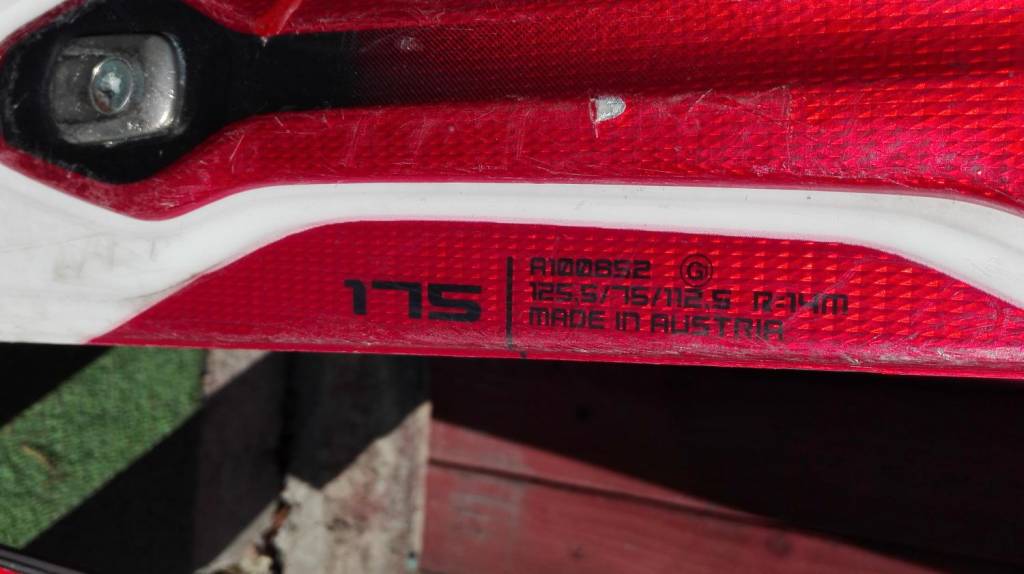 175
A100852 G
125.5/75/112.5 R:14m
MADE IN AUSTRIA